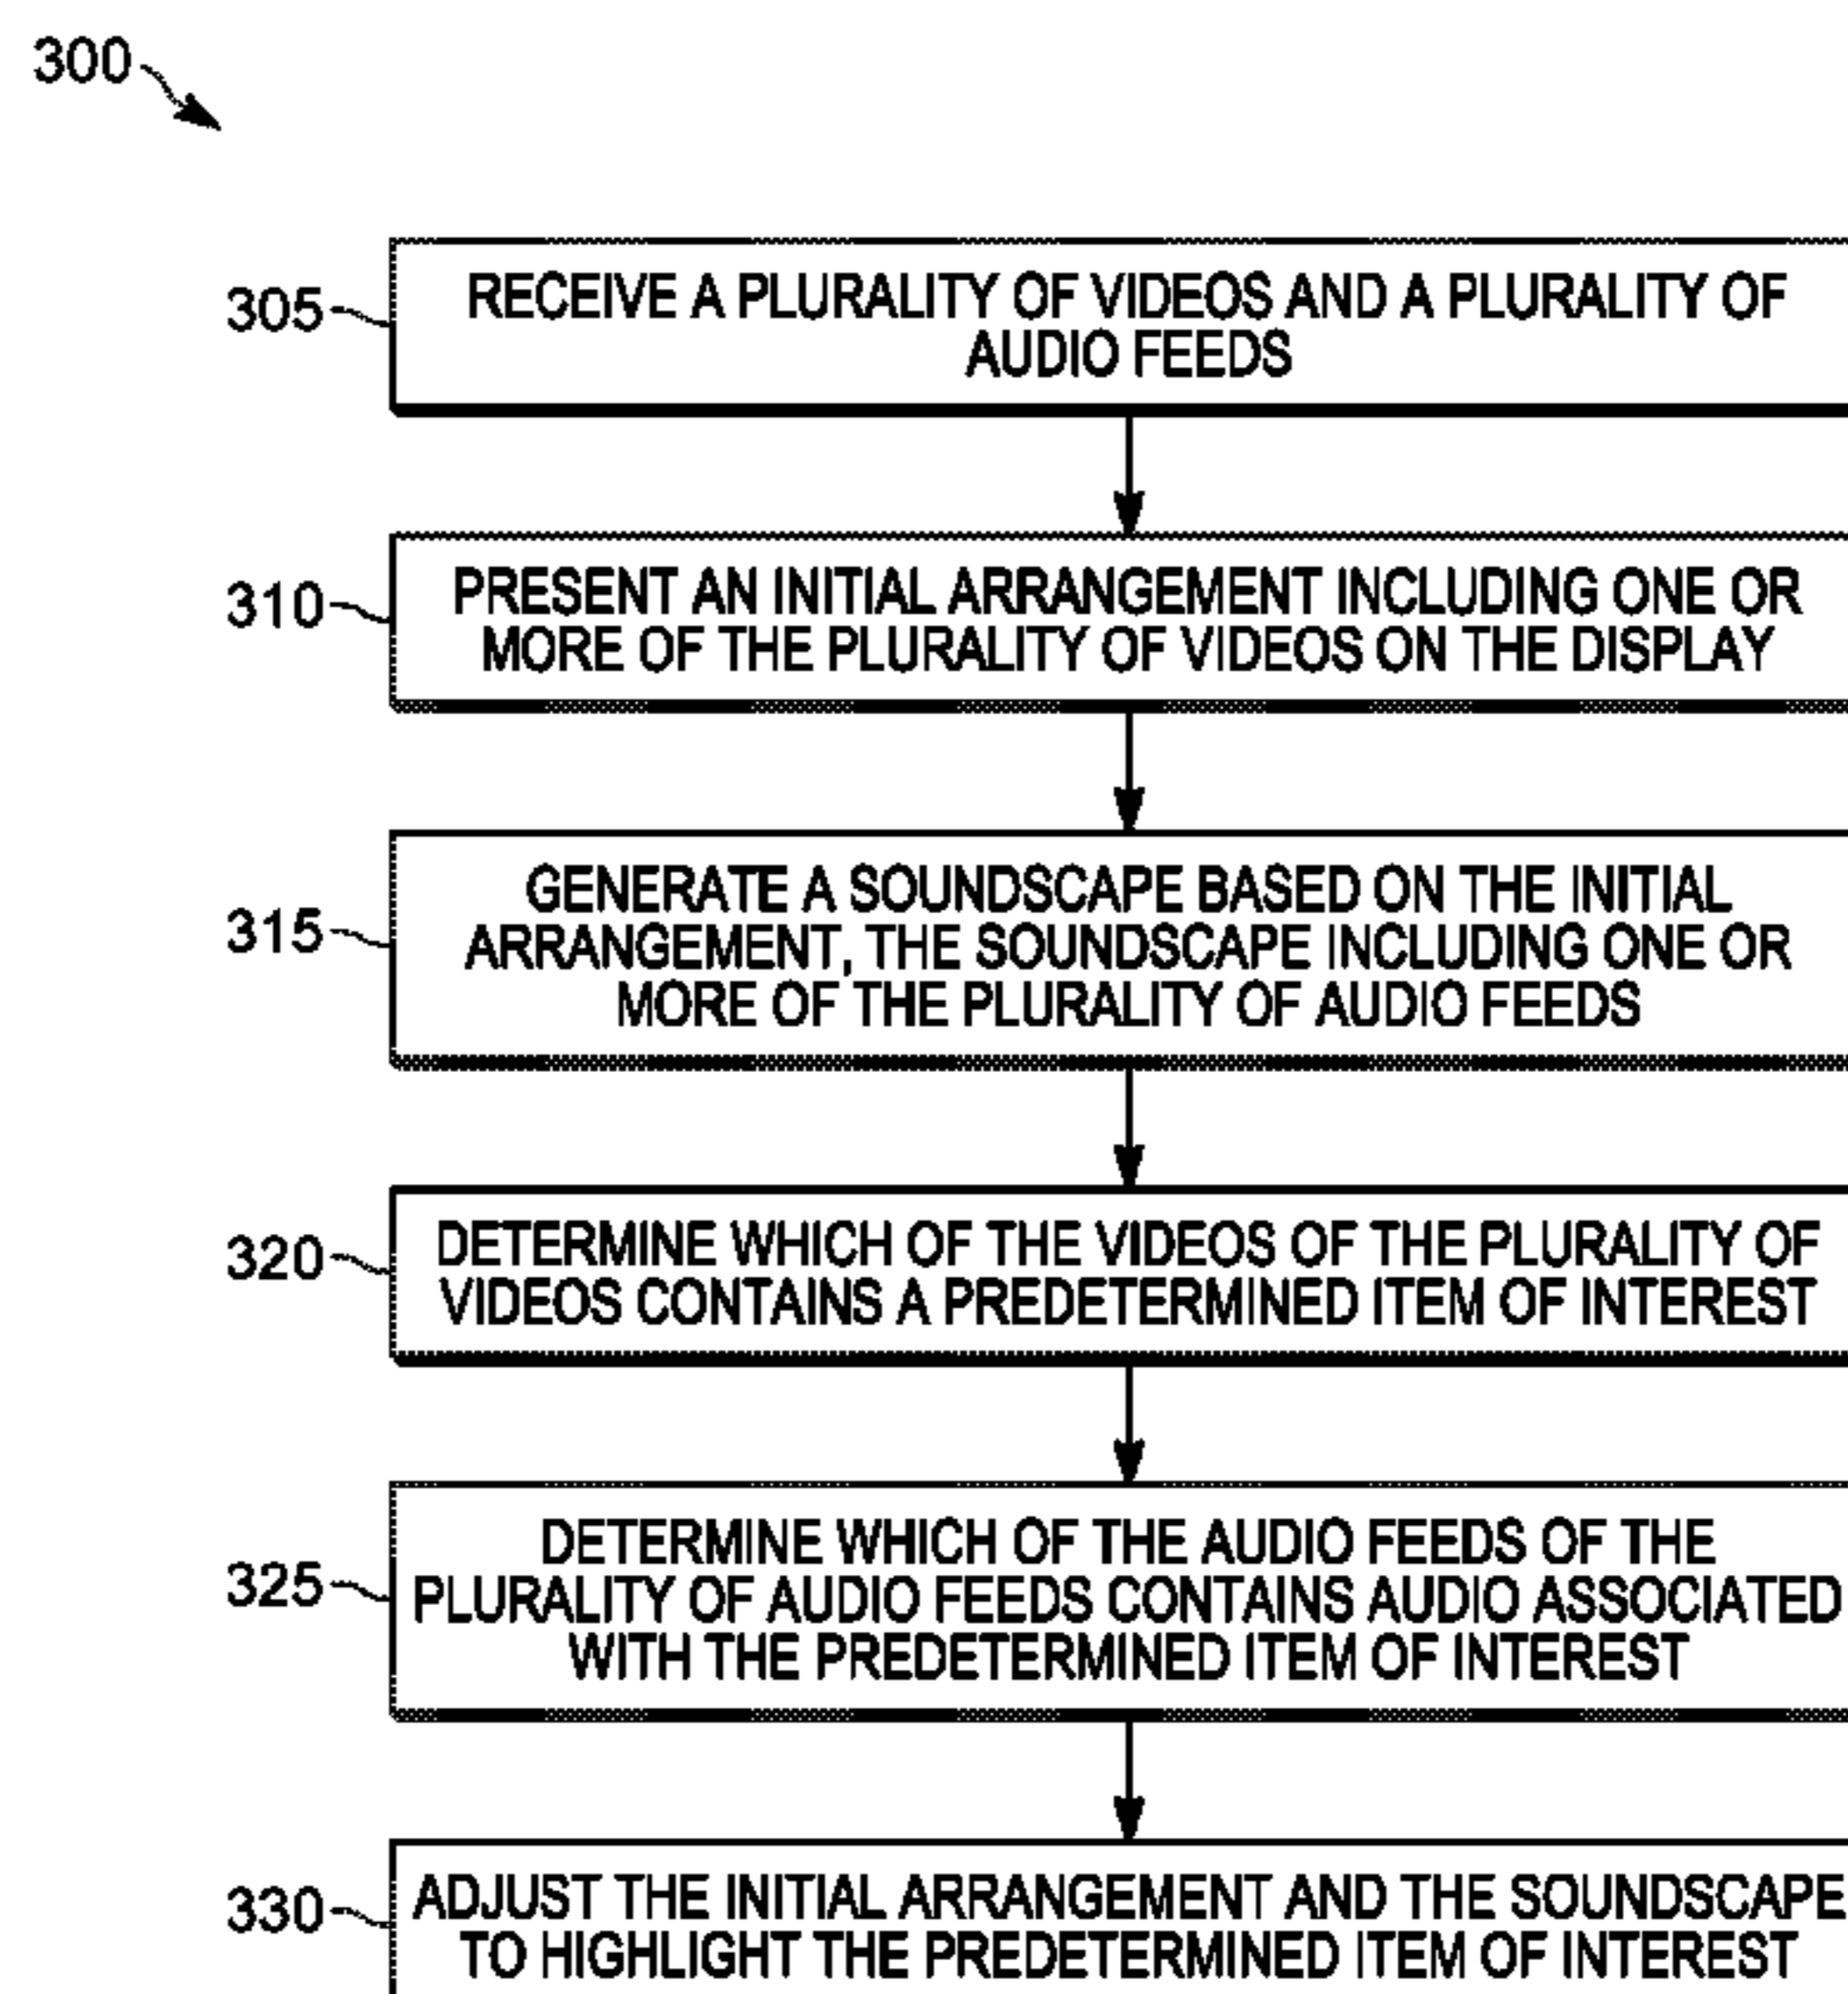 300
305
RECEIVE A PLURALITY OF VIDEOS AND A PLURALITY OF
AUDIO FEEDS
310
PRESENT AN INITIAL ARRANGEMENT INCLUDING ONE OR
MORE OF THE PLURALITY OF VIDEOS ON THE DISPLAY
315
GENERATE A SOUNDSCAPE BASED ON THE INITIAL
ARRANGEMENT, THE SOUNDSCAPE INCLUDING ONE OR
MORE OF THE PLURALITY OF AUDIO FEEDS
320
DETERMINE WHICH OF THE VIDEOS OF THE PLURALITY OF
VIDEOS CONTAINS A PREDETERMINED ITEM OF INTEREST
325
DETERMINE WHICH OF THE AUDIO FEEDS OF THE
PLURALITY OF AUDIO FEEDS CONTAINS AUDIO ASSOCIATED
WITH THE PREDETERMINED ITEM OF INTEREST
330
ADJUST THE INITIAL ARRANGEMENT AND THE SOUNDSCAPE
TO HIGHLIGHT THE PREDETERMINED ITEM OF INTEREST